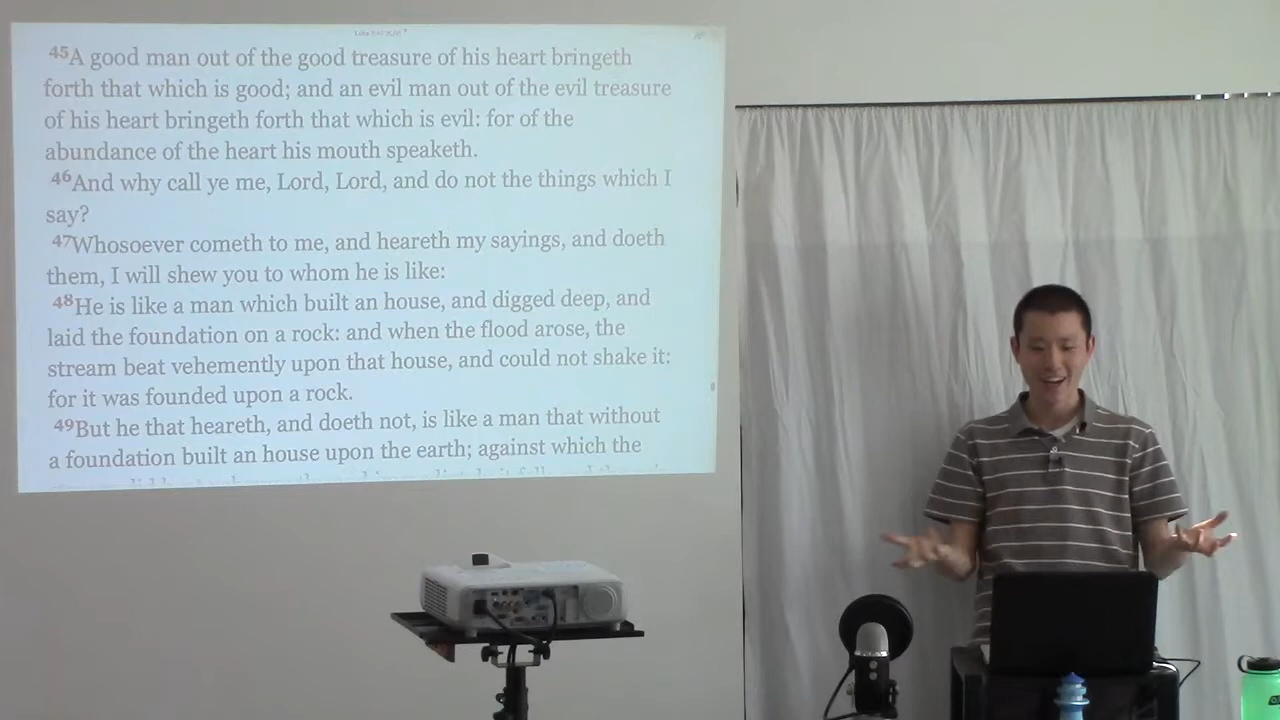 45A good man out of the good treasure of his heart bringeth
forth that which is good; and an evil man out of the evil treasure
of his heart bringeth forth that which is evil: for of the
abundance of the heart his mouth speaketh.
46And why call ye me, Lord, Lord, and do not the things which I
say?
47Whosoever cometh to me, and heareth my sayings, and doeth
them, I will shew you to whom he is like:
48He is like a man which built an house, and digged deep, and
laid the foundation on a rock: and when the flood arose, the
stream beat vehemently upon that house, and could not shake it:
for it was founded upon a rock.
49But he that heareth, and doeth not, is like a man that without
a foundation built an house upon the earth; against which the